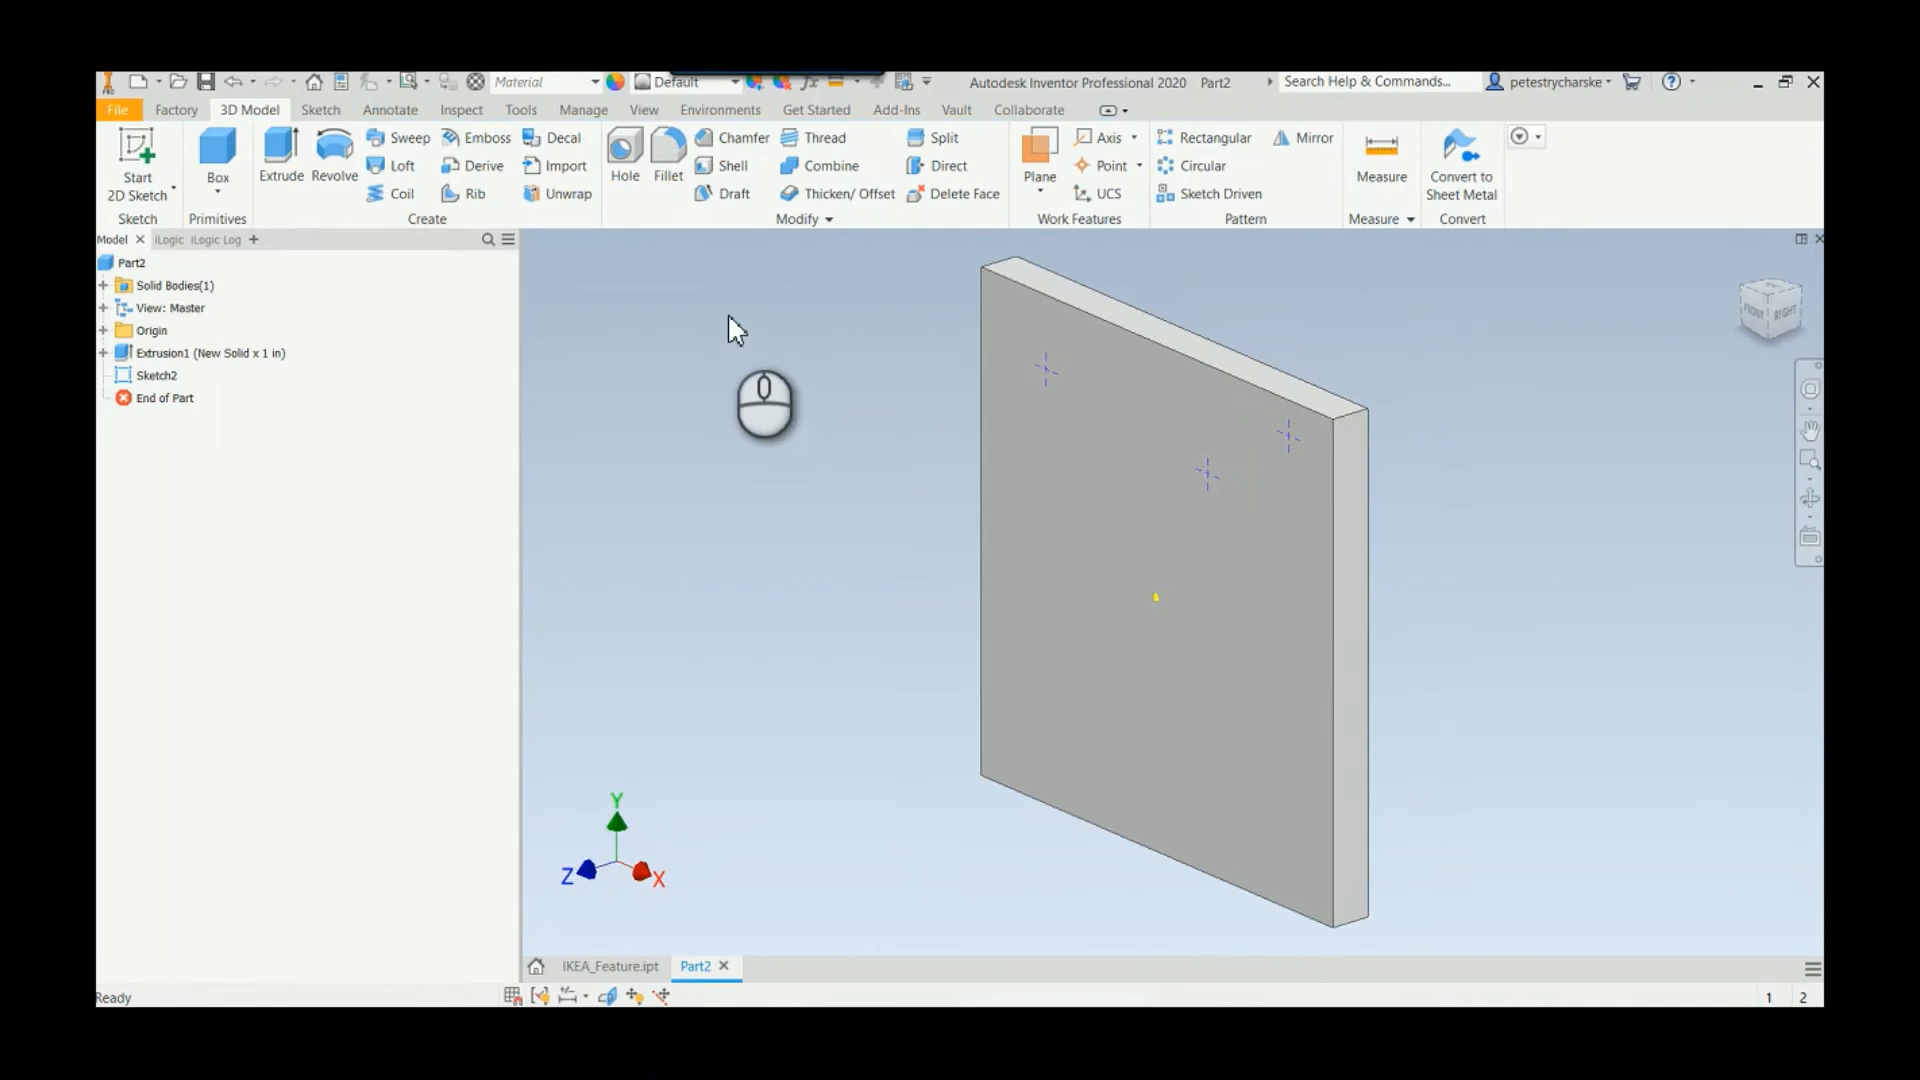 Material
Default
Autodesk Inventor Professional 2020 Part2
Search Help & Commands...
petestrycharske
File Factory 3D Model Sketch Annotate Inspect Tools Manage View Environments Get Started Add-Ins Vault Collaborate
Start
2D Sketch
Box
Extrude
Revolve
Sweep Emboss Decal
Loft Derive Import
Coil Rib Unwrap
Hole
Fillet
Chamfer Thread Split
Shell Combine Direct
Draft Thicken/ Offset Delete Face
Plane
Axis
Point
UCS
Rectangular Mirror
Circular
Sketch Driven
Measure
Convert to
Sheet Metal
Sketch Primitives Create Modify Work Features Pattern Measure Convert
Model iLogic iLogic Log
Part2
Solid Bodies(1)
View: Master
Origin
Extrusion1 (New Solid x 1 in)
Sketch2
End of Part
FRONT RIGHT
Y
Z
X
IKEA_Feature.ipt Part2
Ready
1 2